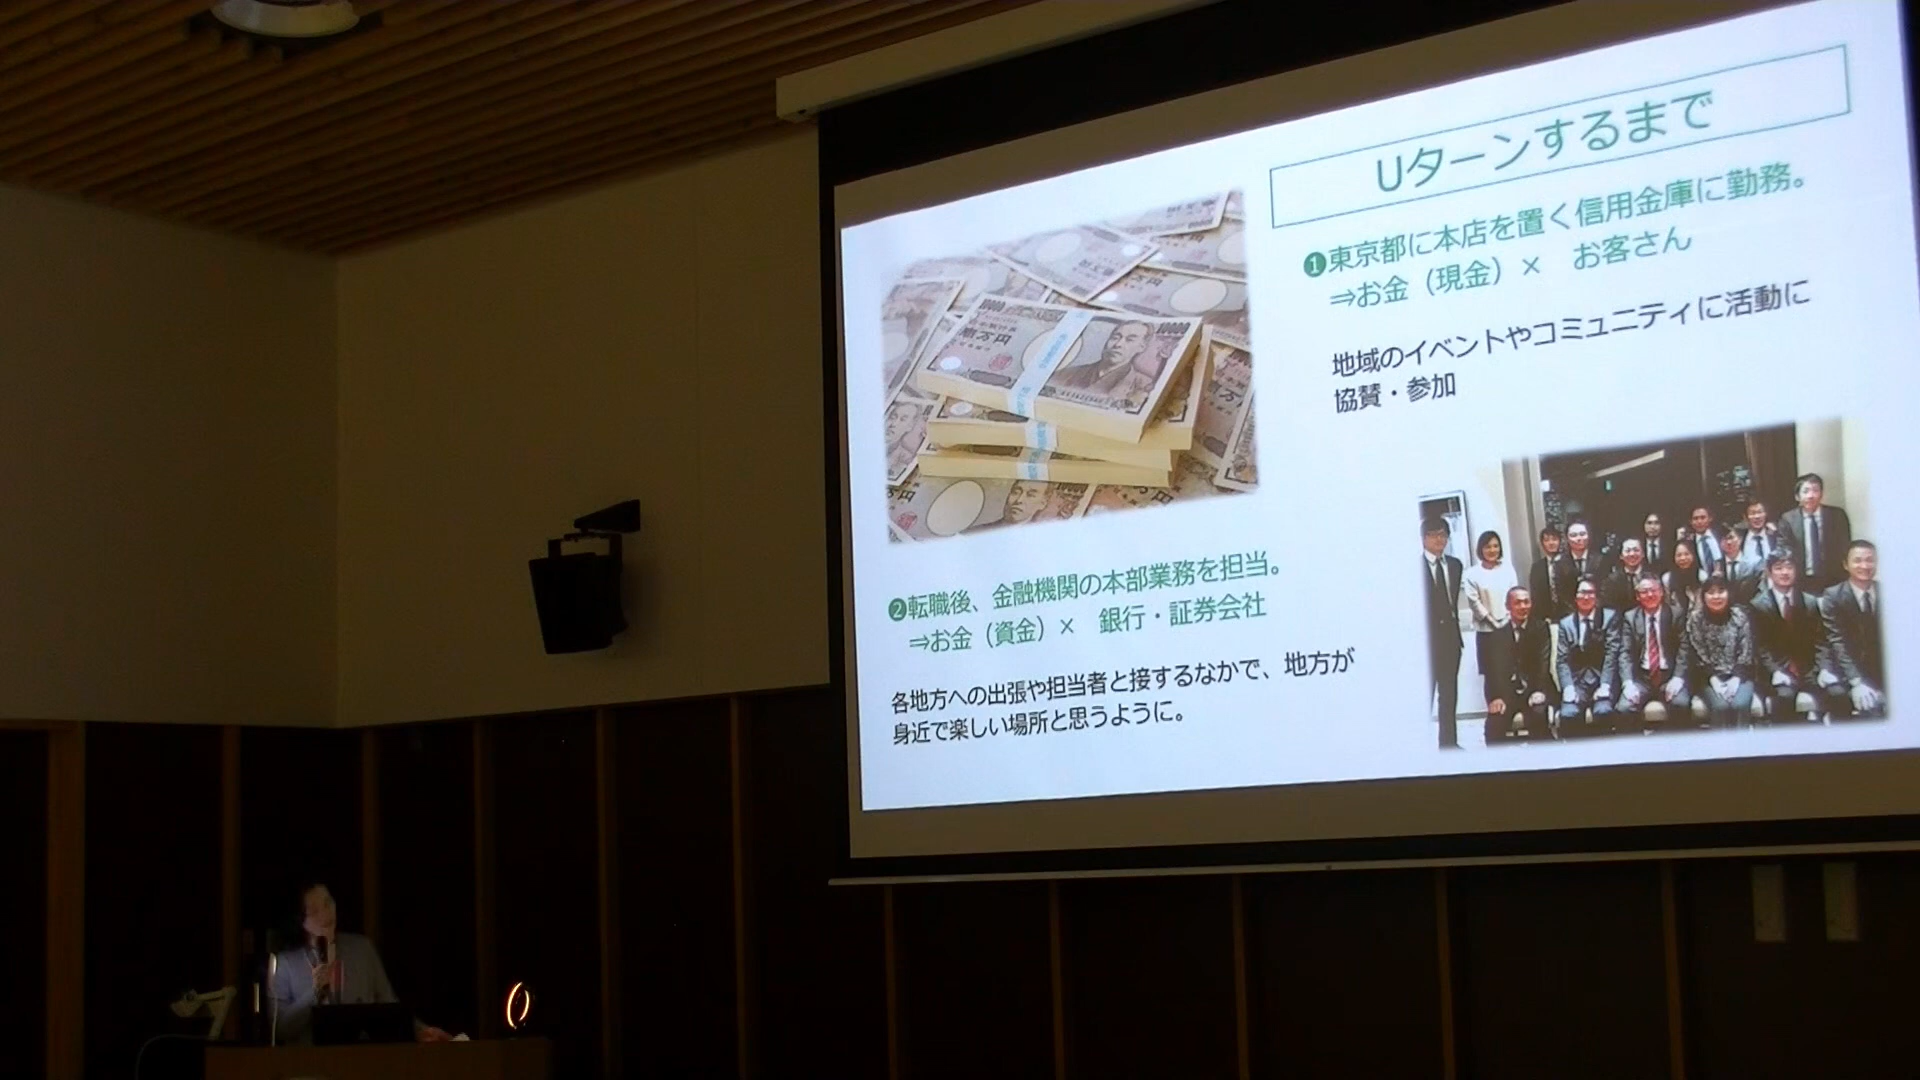 Uターンするまで
❶東京都に本店を置く信用金庫に勤務。
⇒お金（現金）×　お客さん
地域のイベントやコミュニティに活動に
協賛・参加
10000
壱万円
10000
❷転職後、金融機関の本部業務を担当。
⇒お金（資金）×　銀行・証券会社
各地方への出張や担当者と接するなかで、地方が
身近で楽しい場所と思うように。